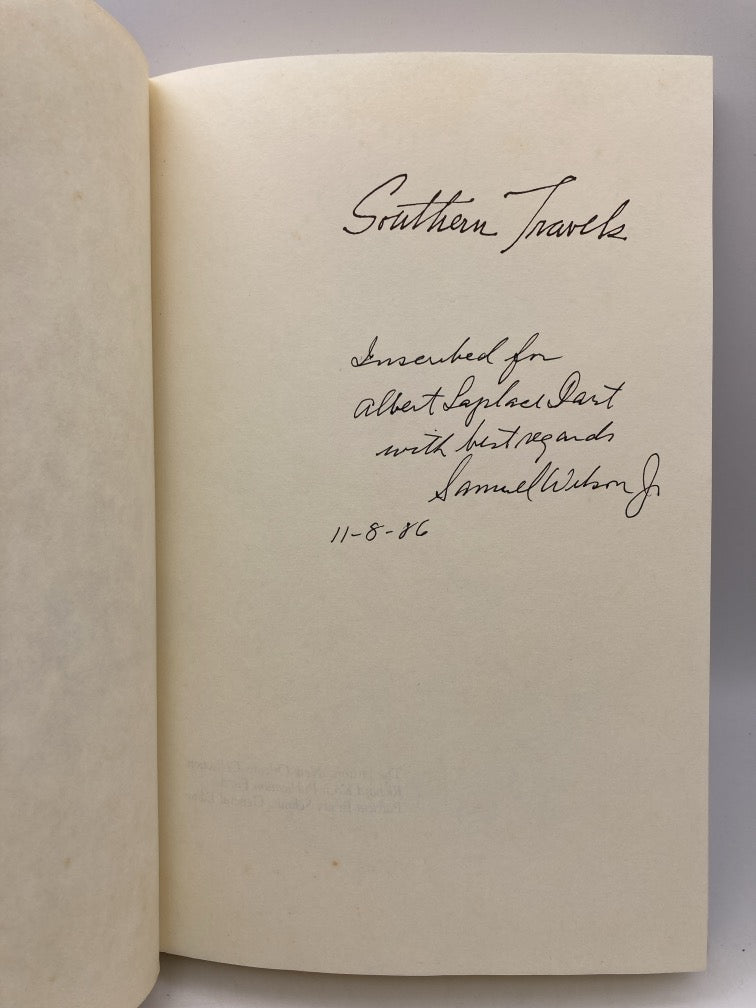 Southern Travels
Inscribed for
Albert Laplace Dart
with best regards
Samuel Wilson Jr
11-8-86